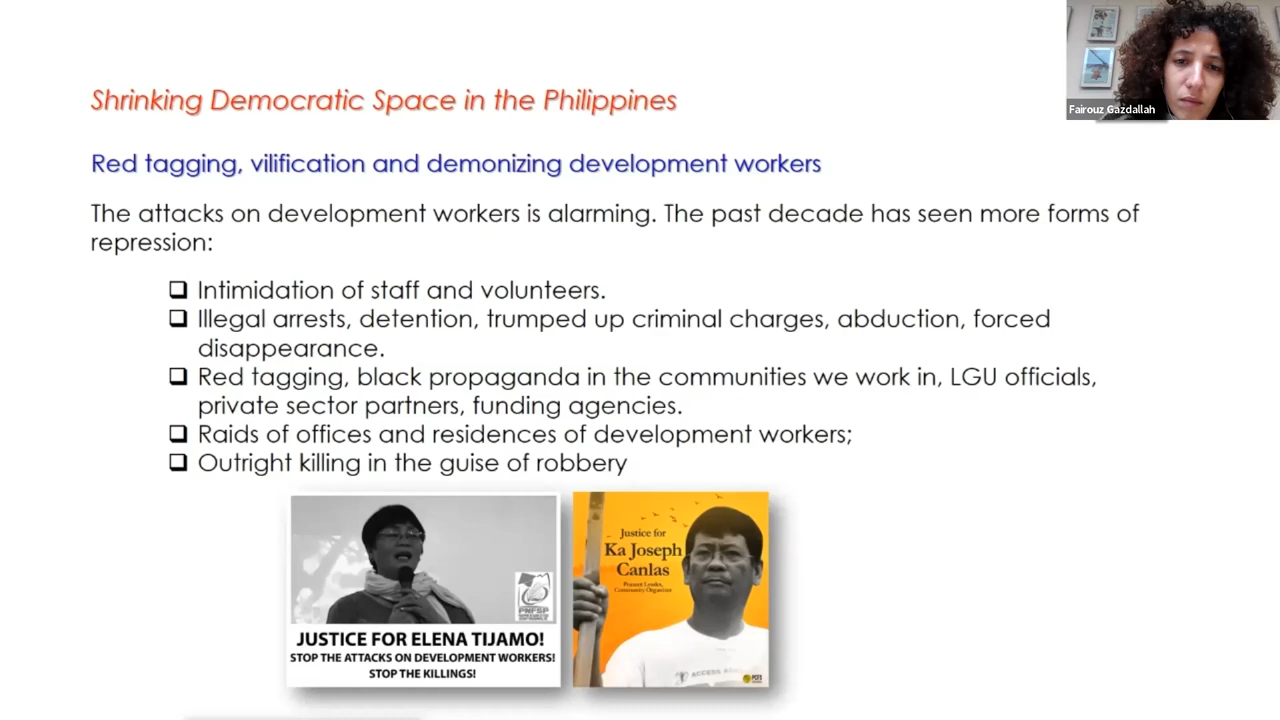 Shrinking Democratic Space in the Philippines
Fairouz Gazdallah
Red tagging, vilification and demonizing development workers
The attacks on development workers is alarming. The past decade has seen more forms of
repression:
❑ Intimidation of staff and volunteers.
❑ Illegal arrests, detention, trumped up criminal charges, abduction, forced
disappearance.
❑ Red tagging, black propaganda in the communities we work in, LGU officials,
private sector partners, funding agencies.
❑ Raids of offices and residences of development workers;
❑ Outright killing in the guise of robbery
PNFSP
JUSTICE FOR ELENA TIJAMO!
STOP THE ATTACKS ON DEVELOPMENT WORKERS!
STOP THE KILLINGS!
Justice for
Ka Joseph
Canlas
Peasant Leader,
Community Organizer